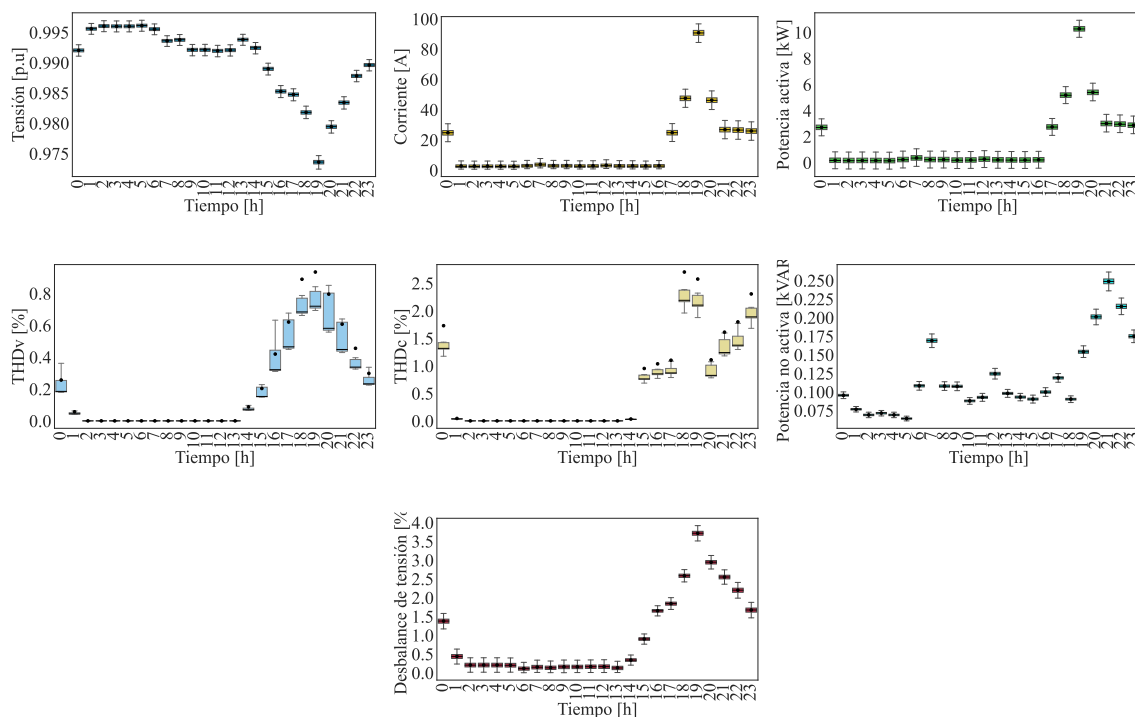 Tensión [p.u]
0.995
0.990
0.985
0.980
0.975
0 1 2 3 4 5 6 7 8 9 10 11 12 13 14 15 16 17 18 19 20 21 22 23
Tiempo [h]
Corriente [A]
100
80
60
40
20
0
0 1 2 3 4 5 6 7 8 9 10 11 12 13 14 15 16 17 18 19 20 21 22 23
Tiempo [h]
Potencia activa [kW]
10
8
6
4
2
0
0 1 2 3 4 5 6 7 8 9 10 11 12 13 14 15 16 17 18 19 20 21 22 23
Tiempo [h]
THDv [%]
0.8
0.6
0.4
0.2
0.0
0 1 2 3 4 5 6 7 8 9 10 11 12 13 14 15 16 17 18 19 20 21 22 23
Tiempo [h]
THDc [%]
2.5
2.0
1.5
1.0
0.5
0.0
0 1 2 3 4 5 6 7 8 9 10 11 12 13 14 15 16 17 18 19 20 21 22 23
Tiempo [h]
Potencia no activa [kVAR
0.250
0.225
0.200
0.175
0.150
0.125
0.100
0.075
0 1 2 3 4 5 6 7 8 9 10 11 12 13 14 15 16 17 18 19 20 21 22 23
Tiempo [h]
Desbalance de tensión [%
4.0
3.5
3.0
2.5
2.0
1.5
1.0
0.5
0.0
0 1 2 3 4 5 6 7 8 9 10 11 12 13 14 15 16 17 18 19 20 21 22 23
Tiempo [h]